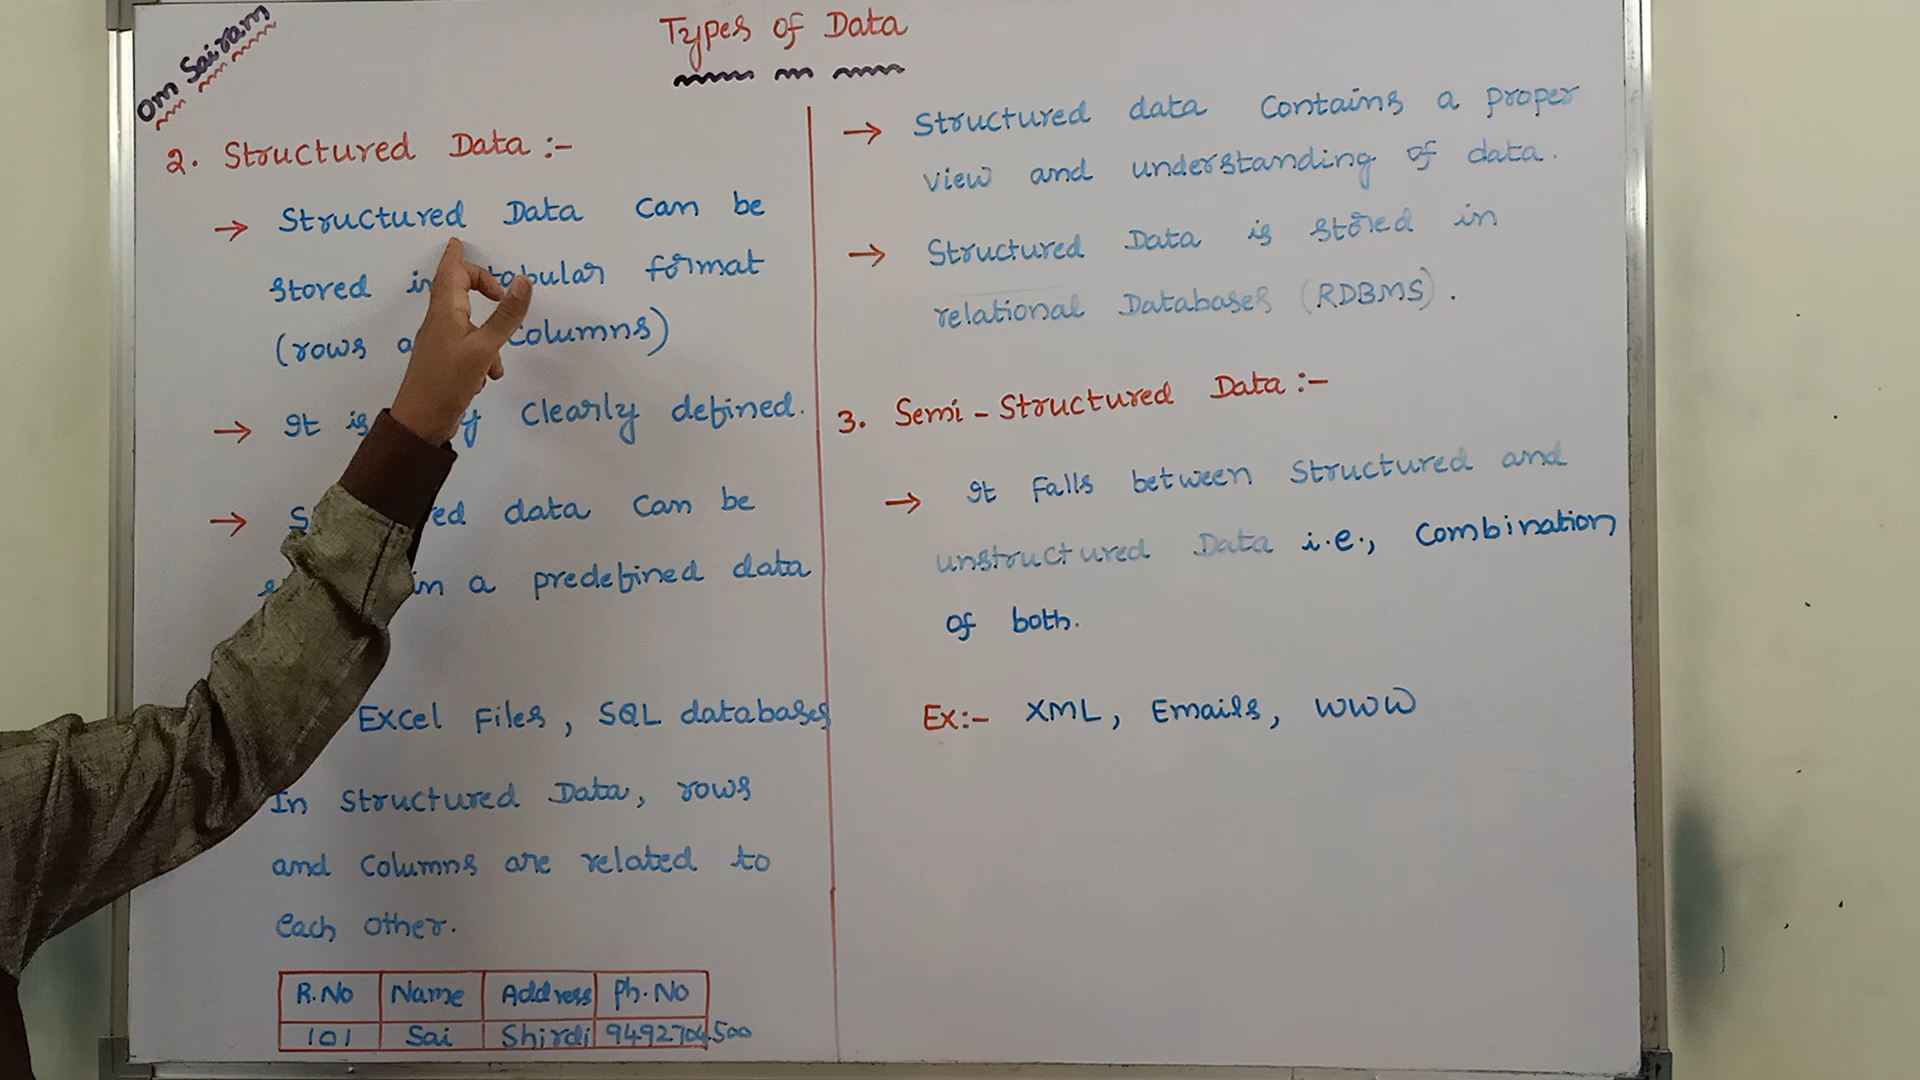 Om Sairam
Types of Data
2. Structured Data :-
→ Structured Data can be
stored in tabular format
(rows columns)
→ It is clearly defined.
→ data can be
in a predefined data
Excel Files, SQL databases
In Structured Data, rows
and columns are related to
each other.
R.No Name Address Ph.No
101 Sai Shirdi 9492704500
→ Structured data contains a proper
view and understanding of data.
→ Structured Data is stored in
relational Databases (RDBMS).
3. Semi-Structured Data :-
→ It falls between structured and
unstructured Data i.e., combination
of both.
Ex:- XML, Emails, WWW